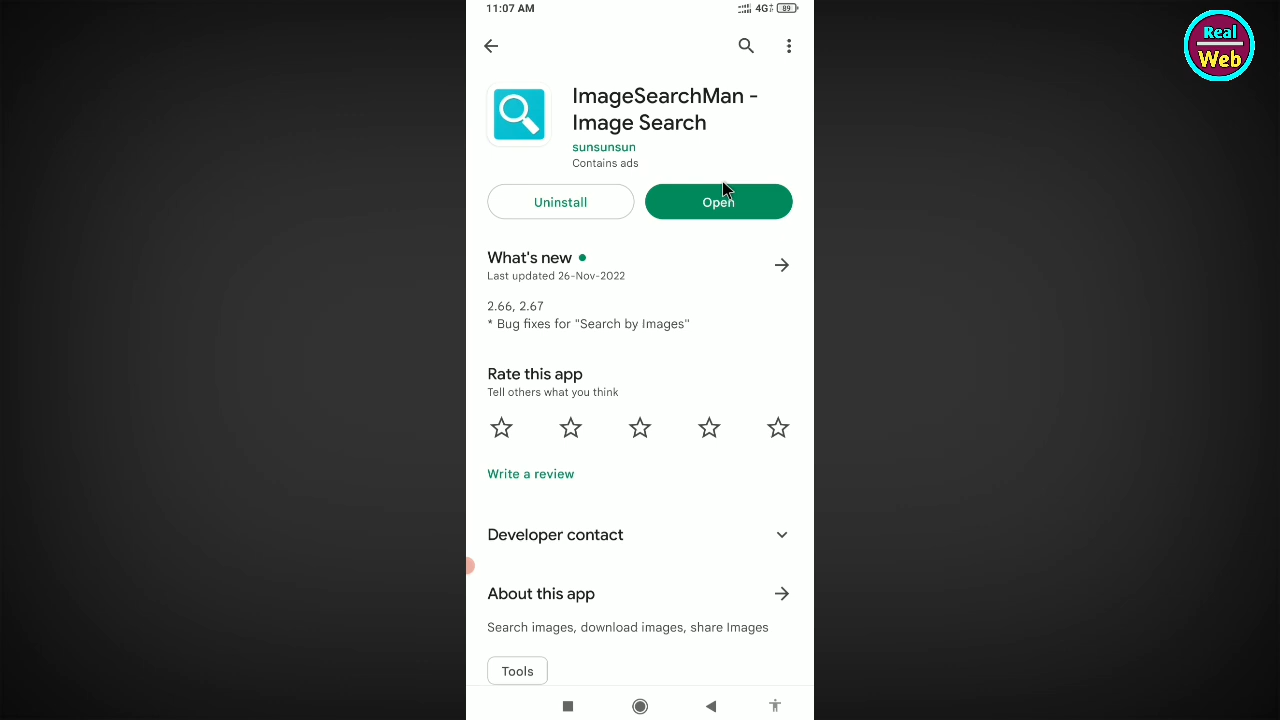 11:07 AM
4G
89
Real
Web
ImageSearchMan -
Image Search
sunsunsun
Contains ads
Uninstall
Open
What's new
Last updated 26-Nov-2022
2.66, 2.67
* Bug fixes for "Search by Images"
Rate this app
Tell others what you think
Write a review
Developer contact
About this app
Search images, download images, share Images
Tools